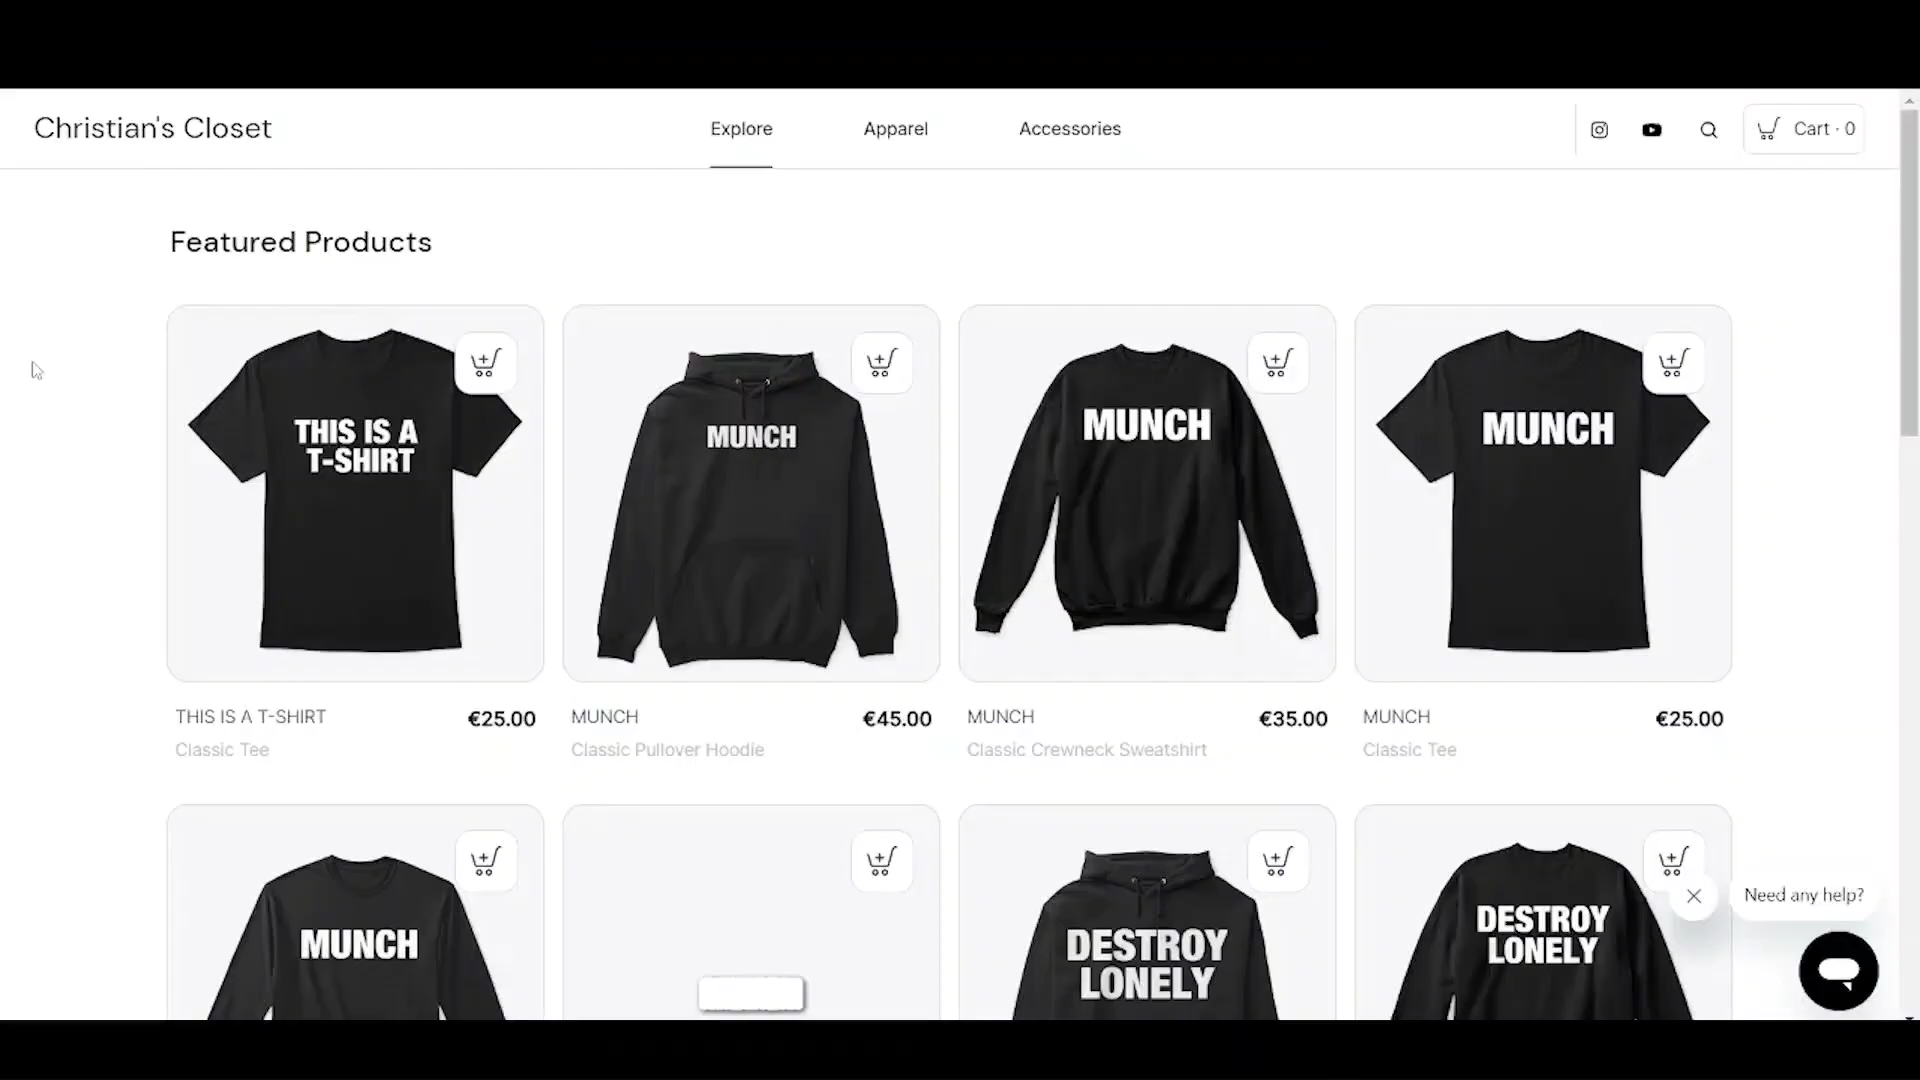 Christian's Closet
Explore
Apparel
Accessories
Cart · 0
Featured Products
THIS IS A
T-SHIRT
MUNCH
MUNCH
MUNCH
THIS IS A T-SHIRT
€25.00
Classic Tee
MUNCH
€45.00
Classic Pullover Hoodie
MUNCH
€35.00
Classic Crewneck Sweatshirt
MUNCH
€25.00
Classic Tee
MUNCH
DESTROY
LONELY
DESTROY
LONELY
Need any help?